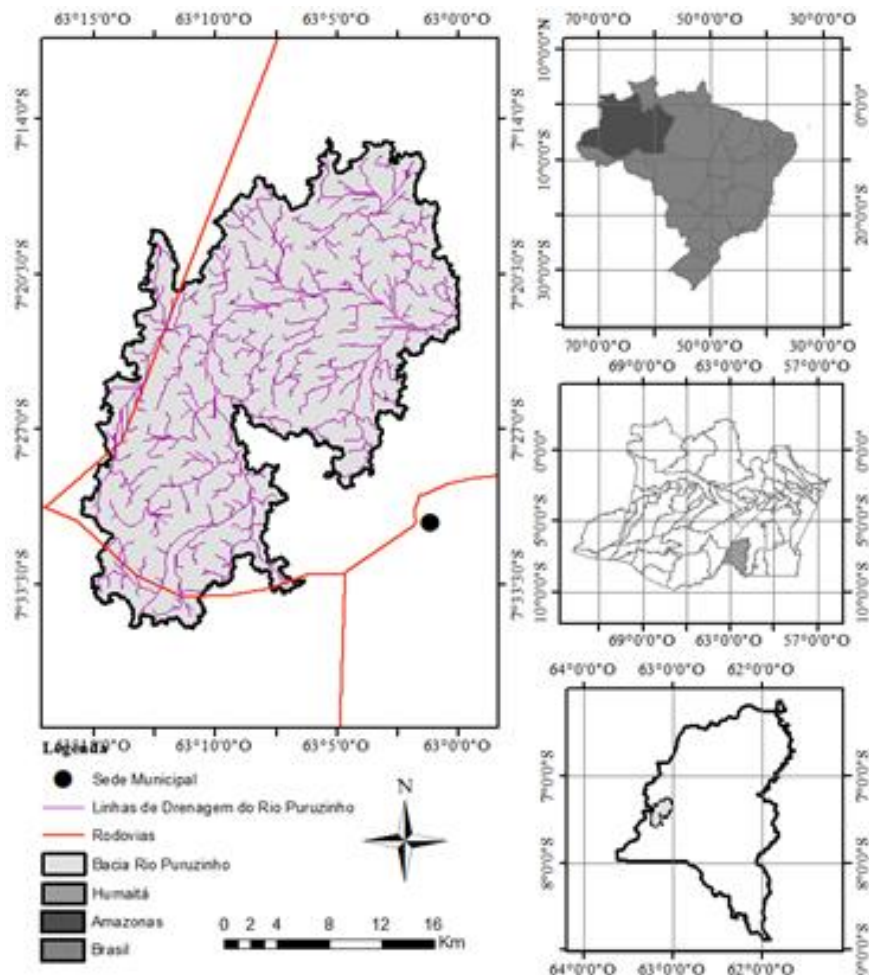 63°15'0"O 63°10'0"O 63°5'0"O 63°0'0"O
7°14'0"S 7°14'0"S
7°20'30"S 7°20'30"S
7°27'0"S 7°27'0"S
7°33'30"S 7°33'30"S
63°10'0"O 63°5'0"O 63°0'0"O
70°0'0"O 50°0'0"O 30°0'0"O
10°0'0"N
0°0'0"
10°0'0"S
20°0'0"S
30°0'0"S
70°0'0"O 50°0'0"O 30°0'0"O
69°0'0"O 63°0'0"O 57°0'0"O
0°0'0" 0°0'0"
5°0'0"S 5°0'0"S
10°0'0"S 10°0'0"S
69°0'0"O 63°0'0"O 57°0'0"O
64°0'0"O 63°0'0"O 62°0'0"O
7°0'0"S 7°0'0"S
8°0'0"S 8°0'0"S
64°0'0"O 63°0'0"O 62°0'0"O
Legenda
Sede Municipal
Linhas de Drenagem do Rio Puruzinho
Rodovias
Bacia Rio Puruzinho
Humaitá
Amazonas
Brasil
N
0 2 4 8 12 16
Km